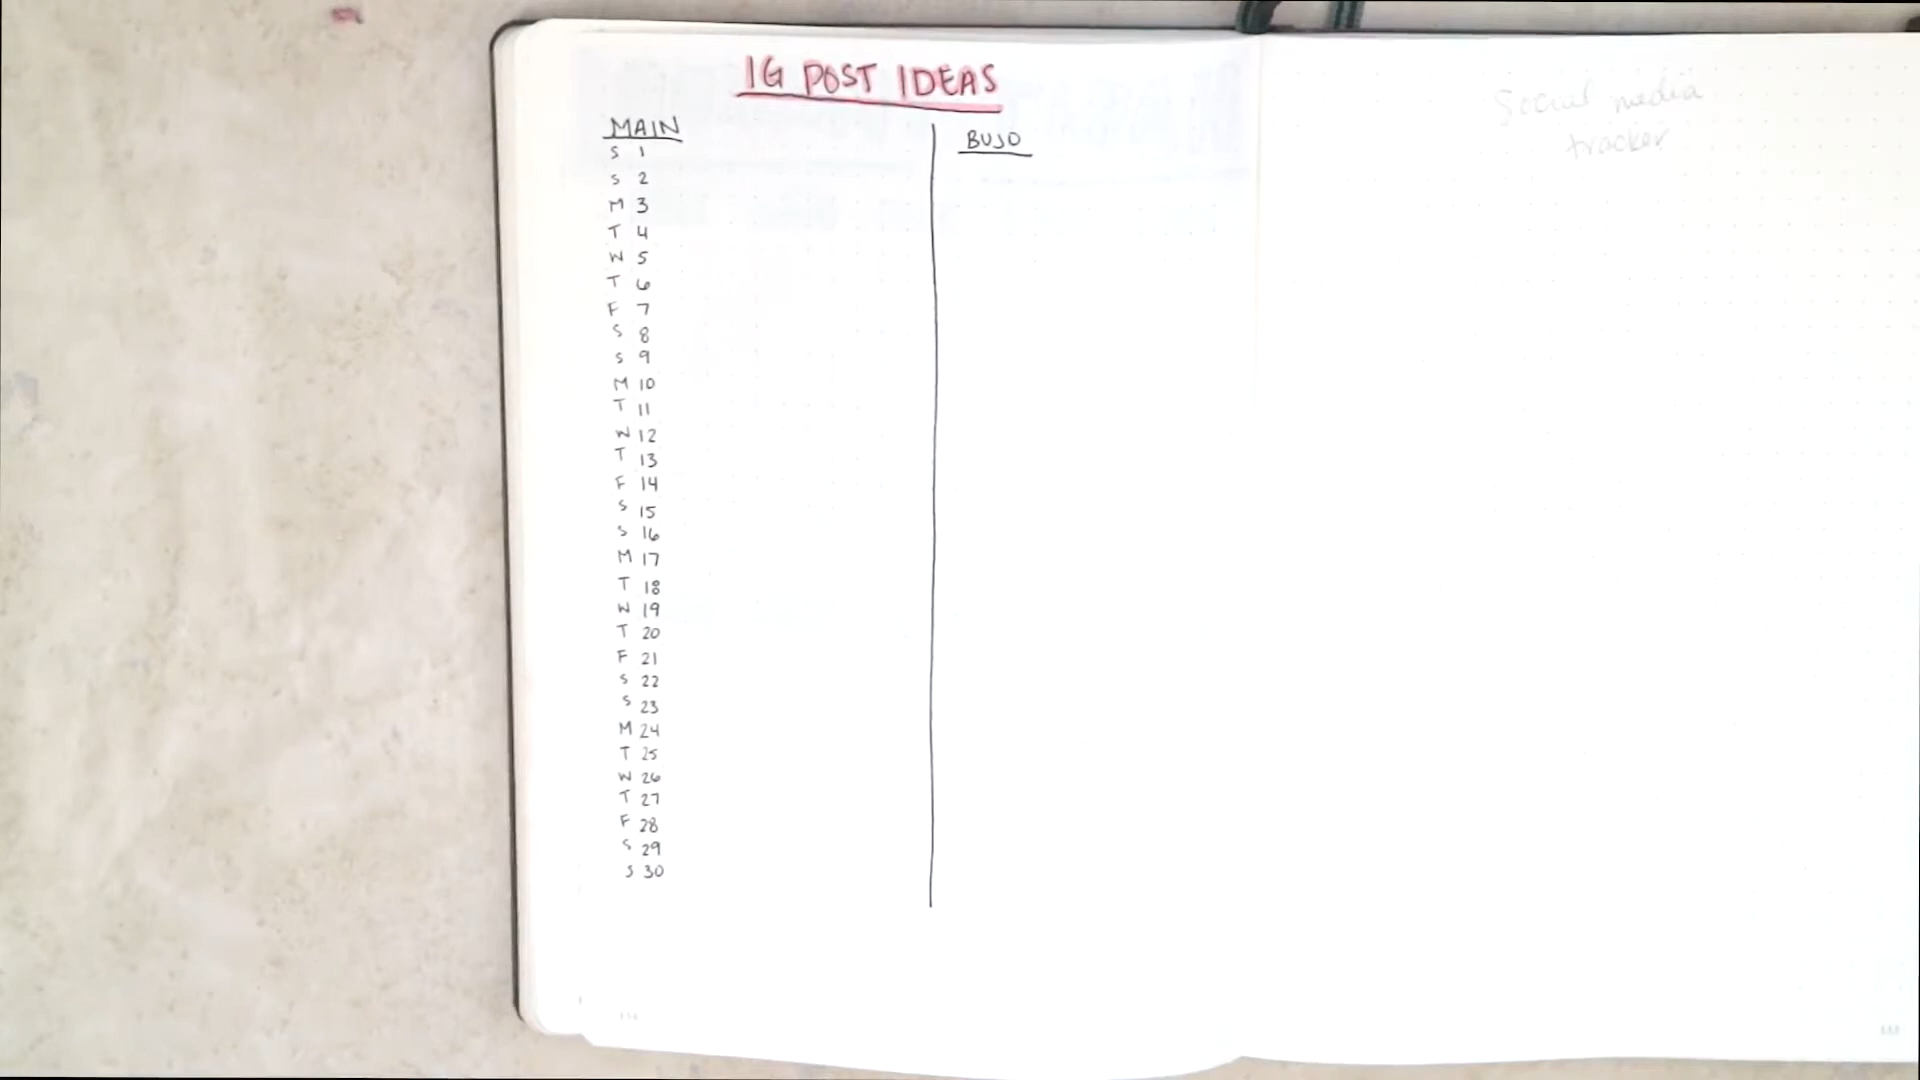 IG POST IDEAS
MAIN
S 1
S 2
M 3
T 4
W 5
T 6
F 7
S 8
S 9
M 10
T 11
W 12
T 13
F 14
S 15
S 16
M 17
T 18
W 19
T 20
F 21
S 22
S 23
M 24
T 25
W 26
T 27
F 28
S 29
S 30
BUJO
Social media
tracker